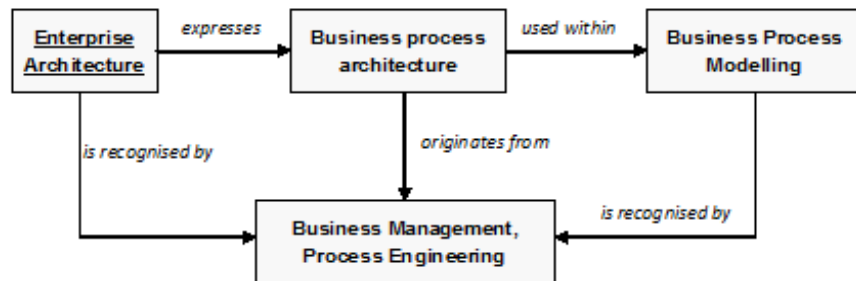 Enterprise
Architecture
expresses
Business process
architecture
used within
Business Process
Modelling
is recognised by
originates from
is recognised by
Business Management,
Process Engineering